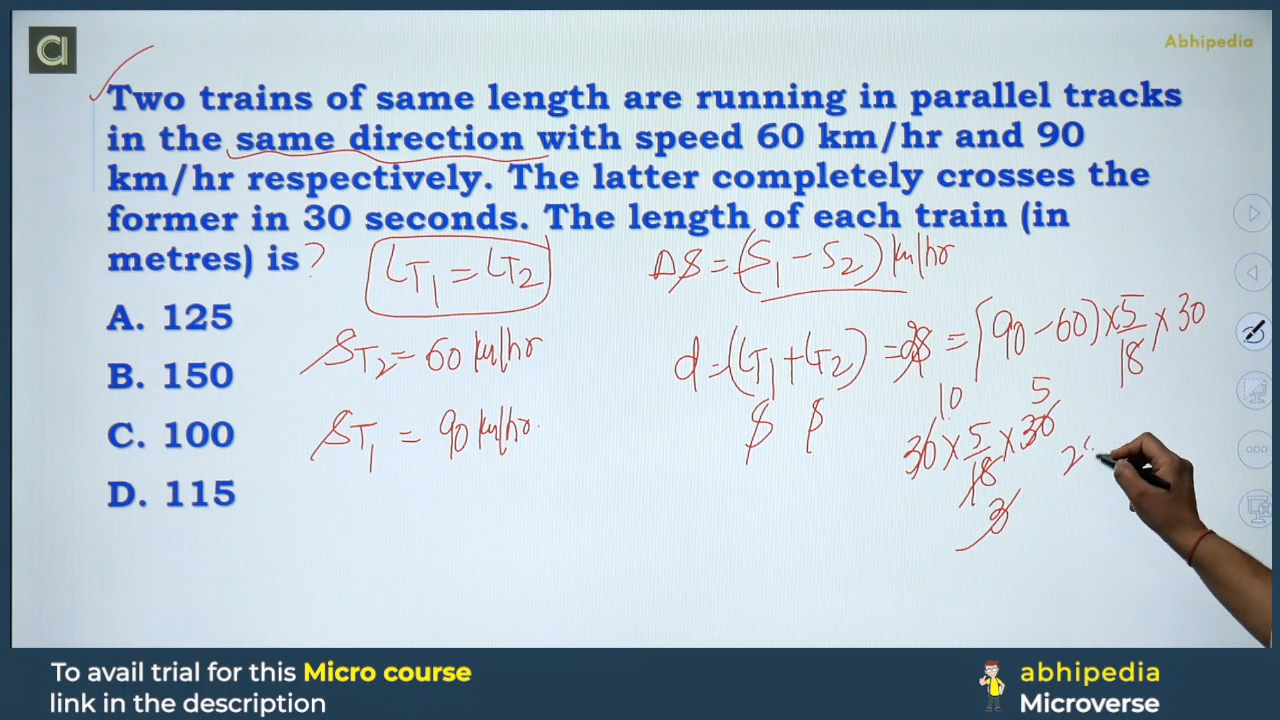 Abhipedia
Two trains of same length are running in parallel tracks
in the same direction with speed 60 km/hr and 90
km/hr respectively. The latter completely crosses the
former in 30 seconds. The length of each train (in
metres) is?
LT1 = LT2
ΔS = (S1 - S2) km/hr
A. 125
ST2 = 60 km/hr
d = (LT1 + LT2) = = (90 - 60) × 5/18 × 30
B. 150
10 5
C. 100
ST1 = 90 km/hr.
30 × 5/18 × 30
3
D. 115
To avail trial for this Micro course
link in the description
abhipedia
Microverse